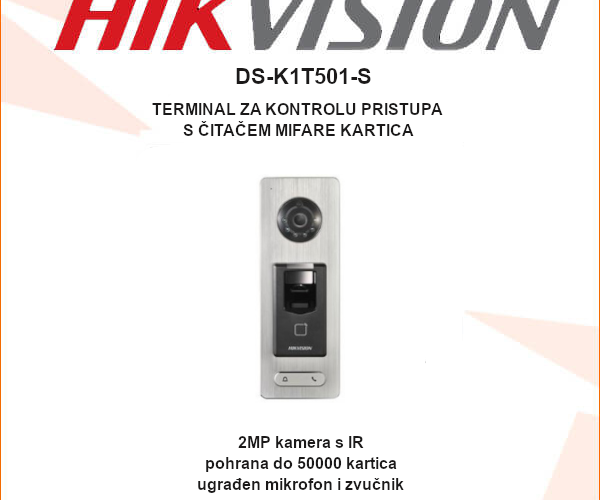 HIKVISION
DS-K1T501-S
TERMINAL ZA KONTROLU PRISTUPA
S ČITAČEM MIFARE KARTICA
HIKVISION
2MP kamera s IR
pohrana do 50000 kartica
ugrađen mikrofon i zvučnik